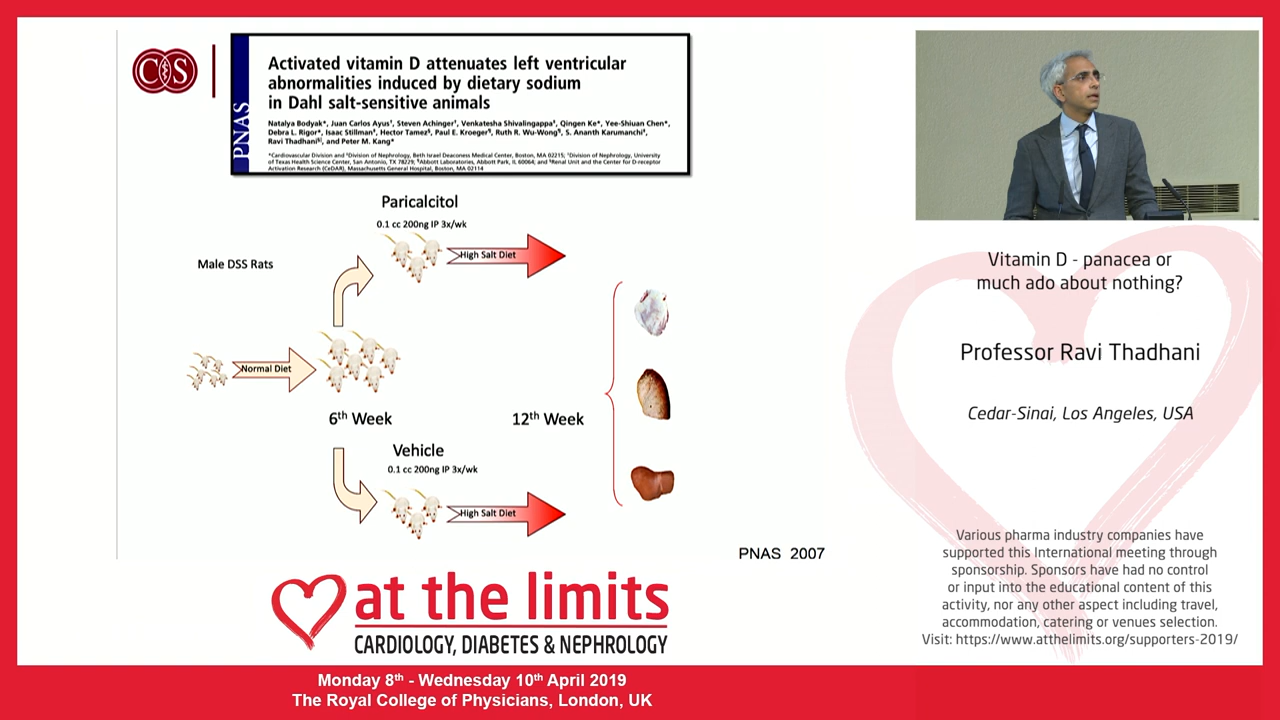 CS
PNAS
Activated vitamin D attenuates left ventricular
abnormalities induced by dietary sodium
in Dahl salt-sensitive animals
Natalya Bodyak*, Juan Carlos Ayus†, Steven Achinger†, Venkatesha Shivalingappa‡, Qingen Ke*, Yee-Shiuan Chen*,
Debra L. Rigor*, Isaac Stillman‡, Hector Tamez§, Paul E. Kroeger¶, Ruth R. Wu-Wong¶, S. Ananth Karumanchi‡,
Ravi Thadhani§, and Peter M. Kang*
*Cardiovascular Division and ‡Division of Nephrology, Beth Israel Deaconess Medical Center, Boston, MA 02215; †Division of Nephrology, University
of Texas Health Science Center, San Antonio, TX 78229; ¶Abbott Laboratories, Abbott Park, IL 60064; and §Renal Unit and the Center for D-receptor
Activation Research (CeDAR), Massachusetts General Hospital, Boston, MA 02114
Paricalcitol
0.1 cc 200ng IP 3x/wk
High Salt Diet
Male DSS Rats
Normal Diet
6th Week
12th Week
Vehicle
0.1 cc 200ng IP 3x/wk
High Salt Diet
PNAS 2007
at the limits
CARDIOLOGY, DIABETES & NEPHROLOGY
Monday 8th - Wednesday 10th April 2019
The Royal College of Physicians, London, UK
Vitamin D - panacea or
much ado about nothing?
Professor Ravi Thadhani
Cedar-Sinai, Los Angeles, USA
Various pharma industry companies have
supported this International meeting through
sponsorship. Sponsors have had no control
or input into the educational content of this
activity, nor any other aspect including travel,
accommodation, catering or venues selection.
Visit: https://www.atthelimits.org/supporters-2019/